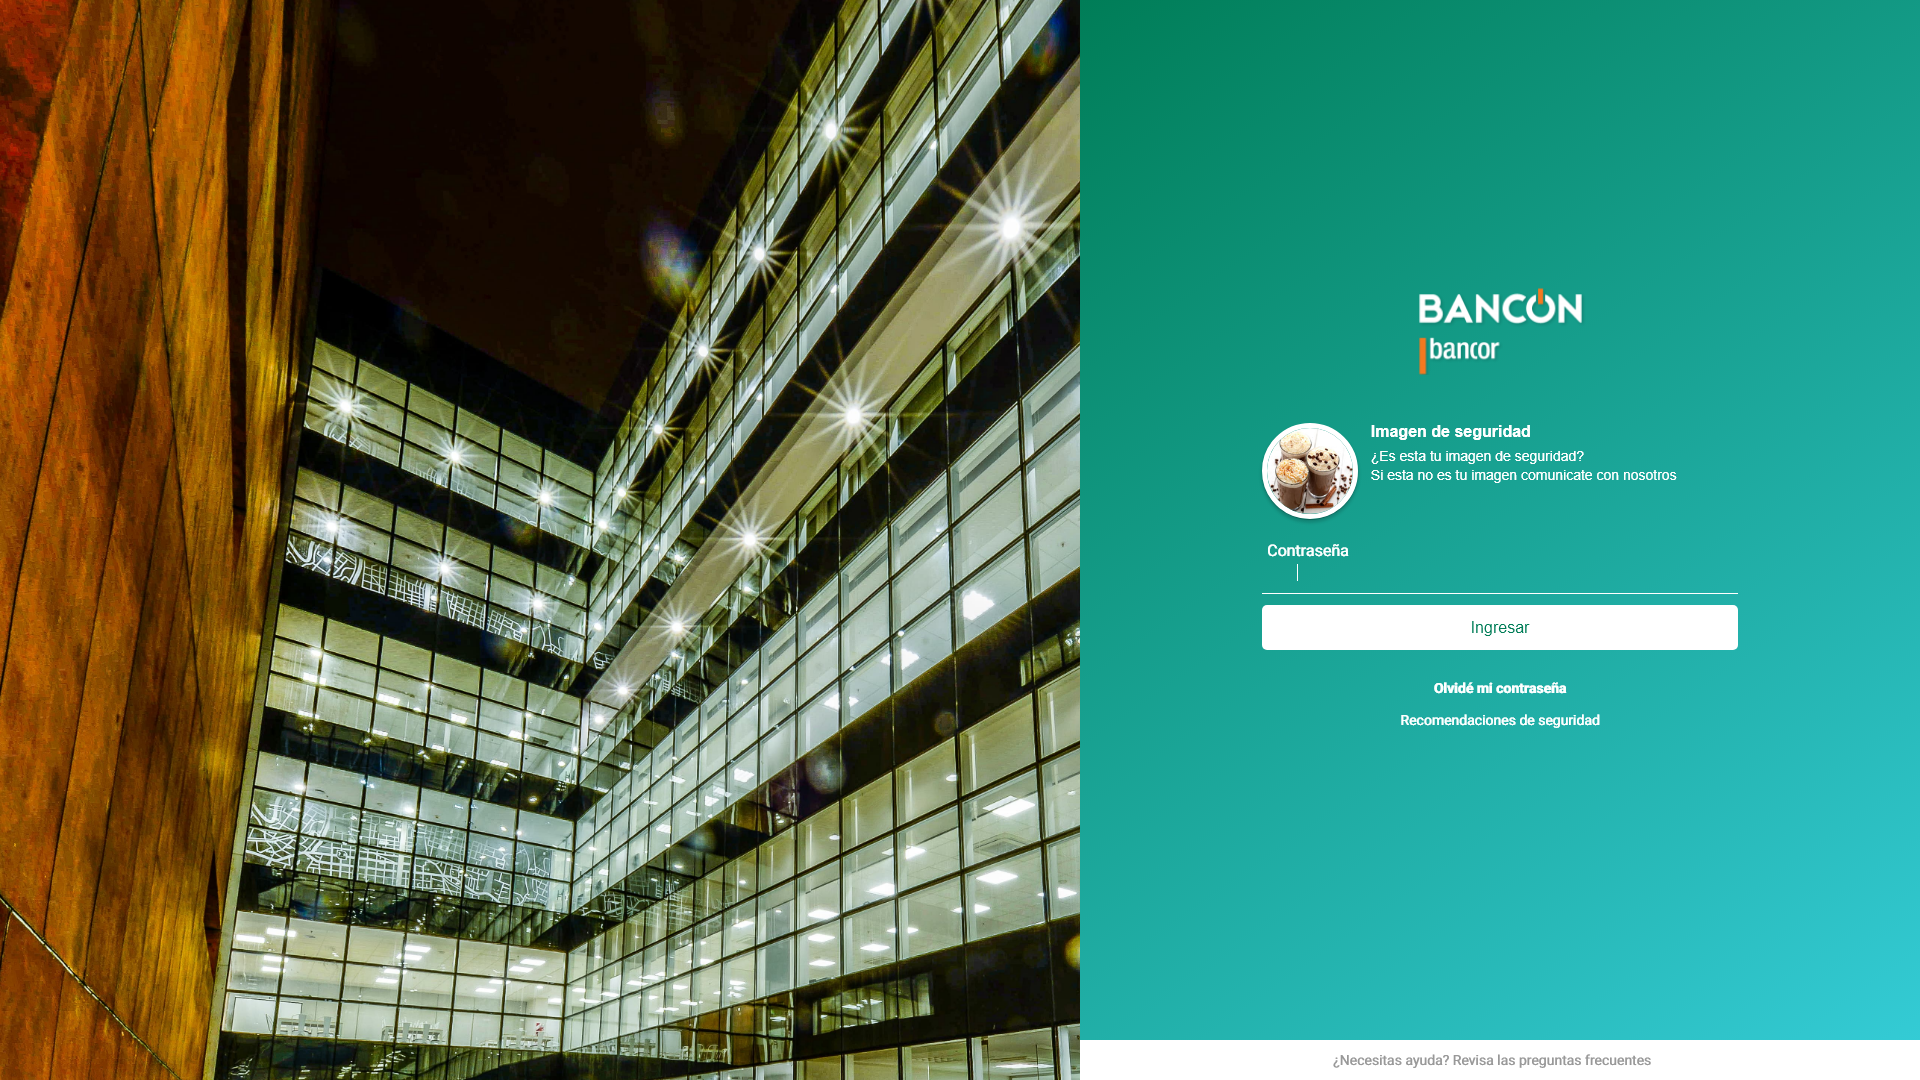 BANCON
bancor
Imagen de seguridad
¿Es esta tu imagen de seguridad?
Si esta no es tu imagen comunicate con nosotros
Contraseña
Ingresar
Olvidé mi contraseña
Recomendaciones de seguridad
¿Necesitas ayuda? Revisa las preguntas frecuentes